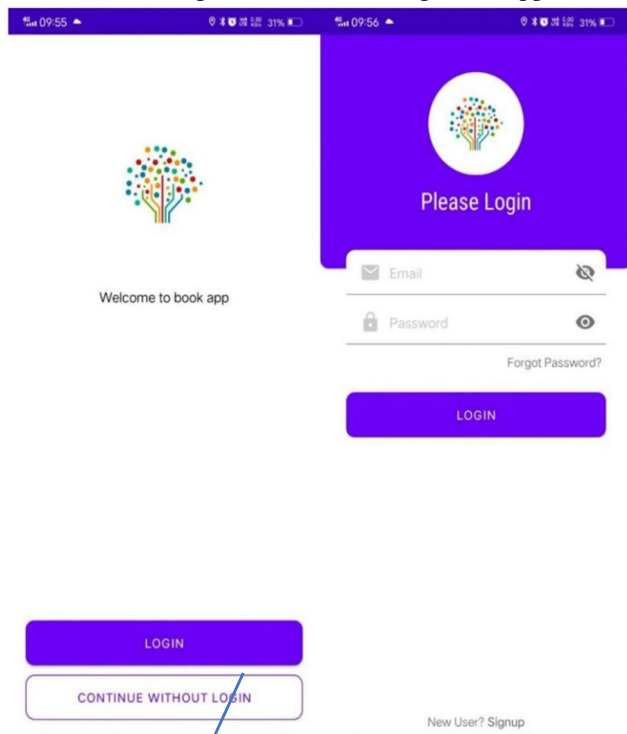 09:55
31%
Welcome to book app
LOGIN
CONTINUE WITHOUT LOGIN
09:56
31%
Please Login
Email
Password
Forgot Password?
LOGIN
New User? Signup